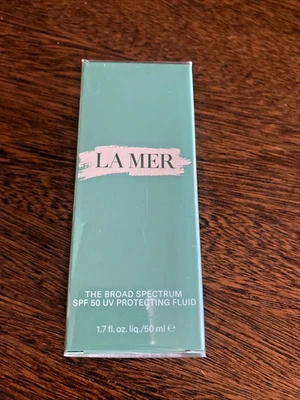 LA MER
THE BROAD SPECTRUM
SPF 50 UV PROTECTING FLUID
1.7 fl. oz. liq./50 ml ℮